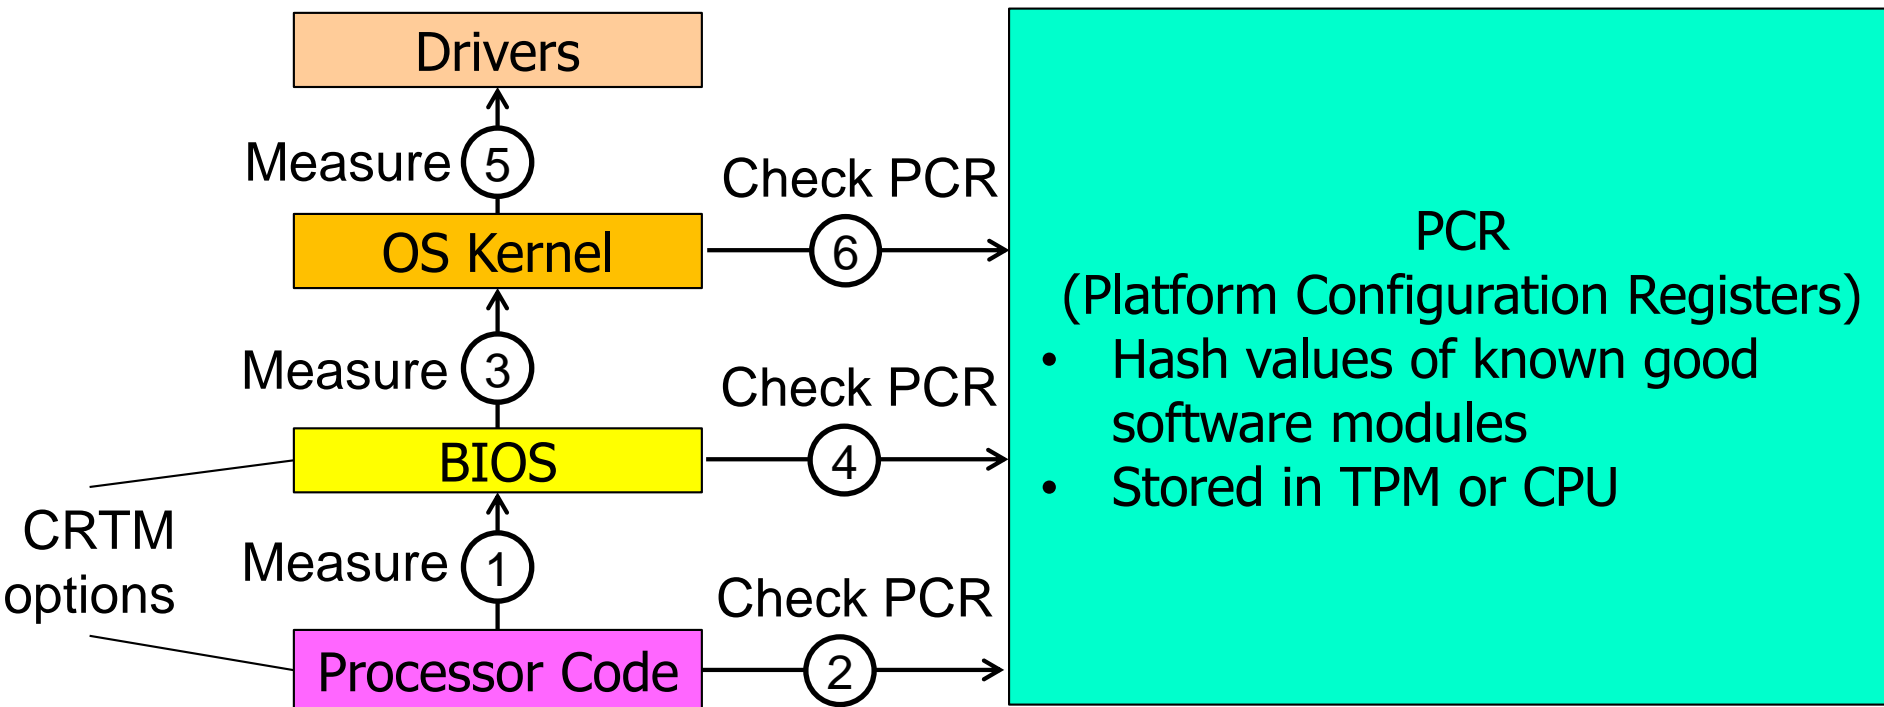 Drivers
Measure 5
Check PCR
OS Kernel
6
PCR
(Platform Configuration Registers)
• Hash values of known good
software modules
• Stored in TPM or CPU
Measure 3
Check PCR
BIOS
4
CRTM
options
Measure 1
Check PCR
Processor Code
2